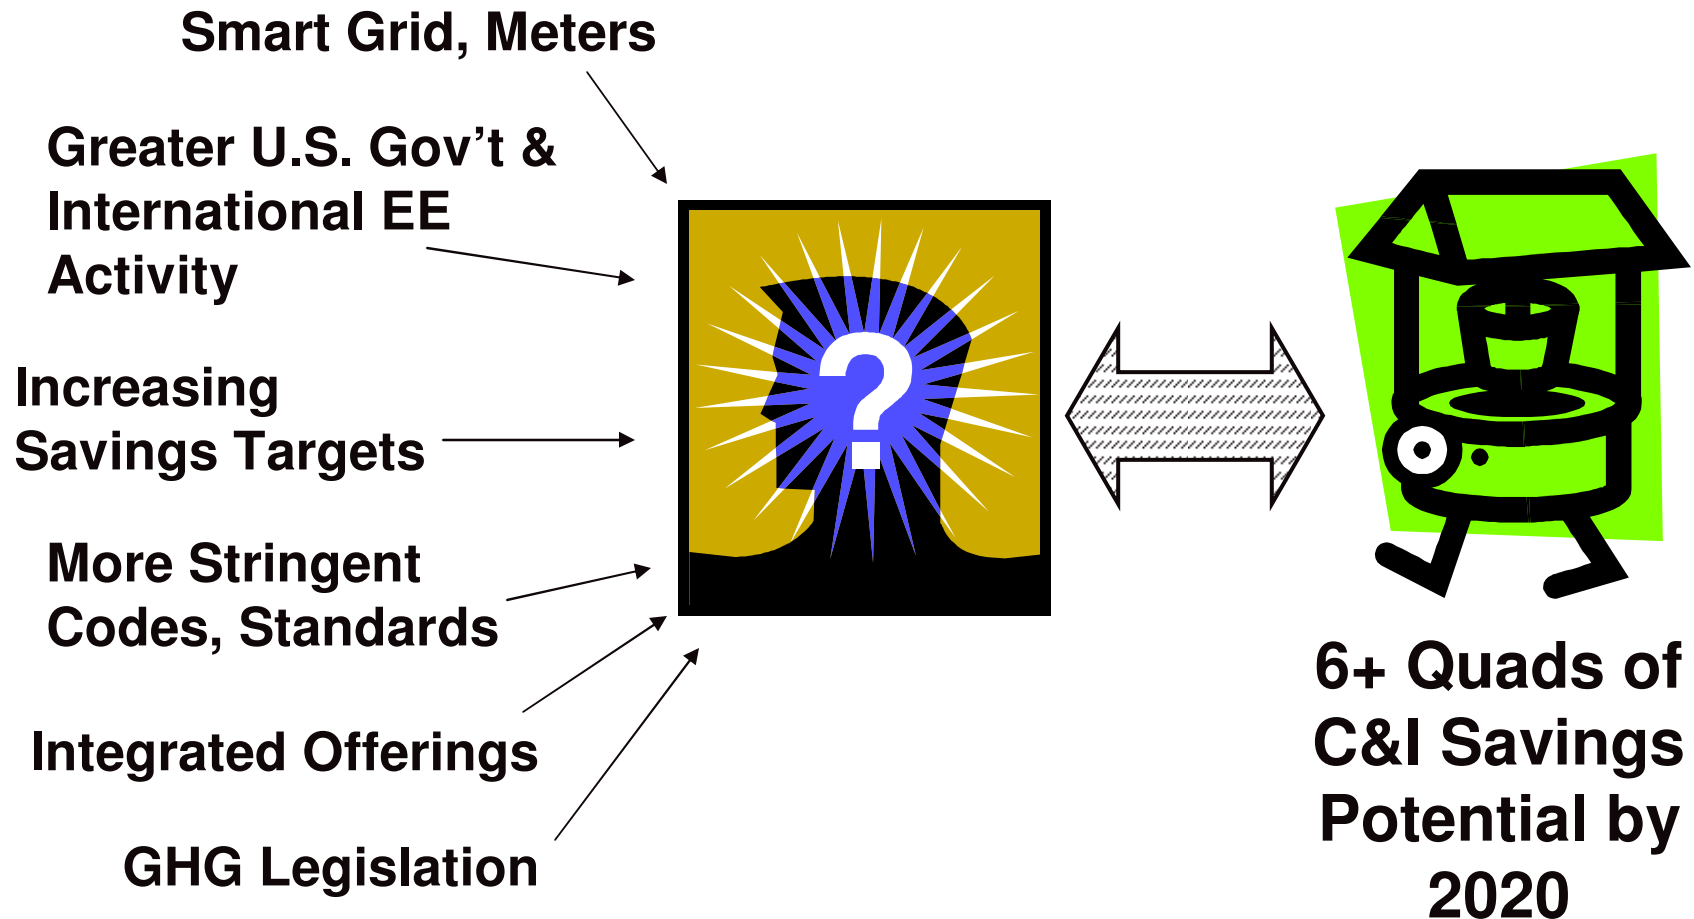 Smart Grid, Meters
Greater U.S. Gov’t &
International EE
Activity
Increasing
Savings Targets
More Stringent
Codes, Standards
Integrated Offerings
GHG Legislation
?
6+ Quads of
C&I Savings
Potential by
2020